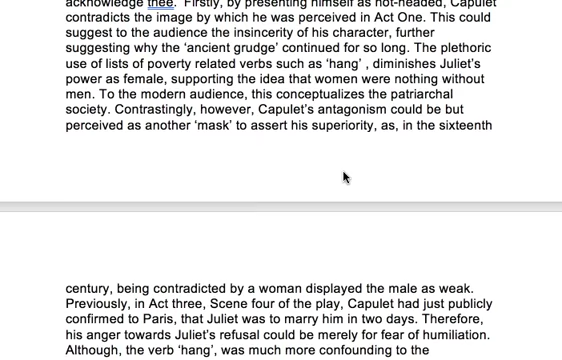 acknowledge thee.' Firstly, by presenting himself as hot-headed, Capulet
contradicts the image by which he was perceived in Act One. This could
suggest to the audience the insincerity of his character, further
suggesting why the 'ancient grudge' continued for so long. The plethoric
use of lists of poverty related verbs such as 'hang' , diminishes Juliet's
power as female, supporting the idea that women were nothing without
men. To the modern audience, this conceptualizes the patriarchal
society. Contrastingly, however, Capulet's antagonism could be but
perceived as another 'mask' to assert his superiority, as, in the sixteenth
century, being contradicted by a woman displayed the male as weak.
Previously, in Act three, Scene four of the play, Capulet had just publicly
confirmed to Paris, that Juliet was to marry him in two days. Therefore,
his anger towards Juliet's refusal could be merely for fear of humiliation.
Although, the verb 'hang', was much more confounding to the